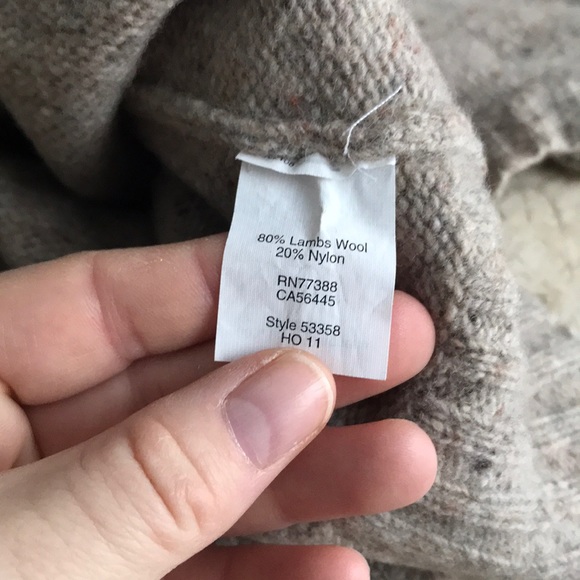 80% Lambs Wool
20% Nylon
RN77388
CA56445
Style 53358
HO 11